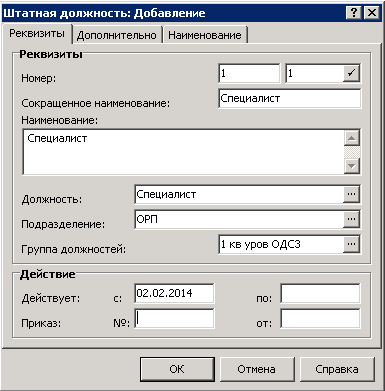 Штатная должность: Добавление
Реквизиты Дополнительно Наименование
Реквизиты
Номер: 1 1
Сокращенное наименование: Специалист
Наименование:
Специалист
Должность: Специалист ...
Подразделение: ОРП ...
Группа должностей: 1 кв уров ОДСЗ ...
Действие
Действует: с: 02.02.2014 по:
Приказ: №: от:
ОК Отмена Справка